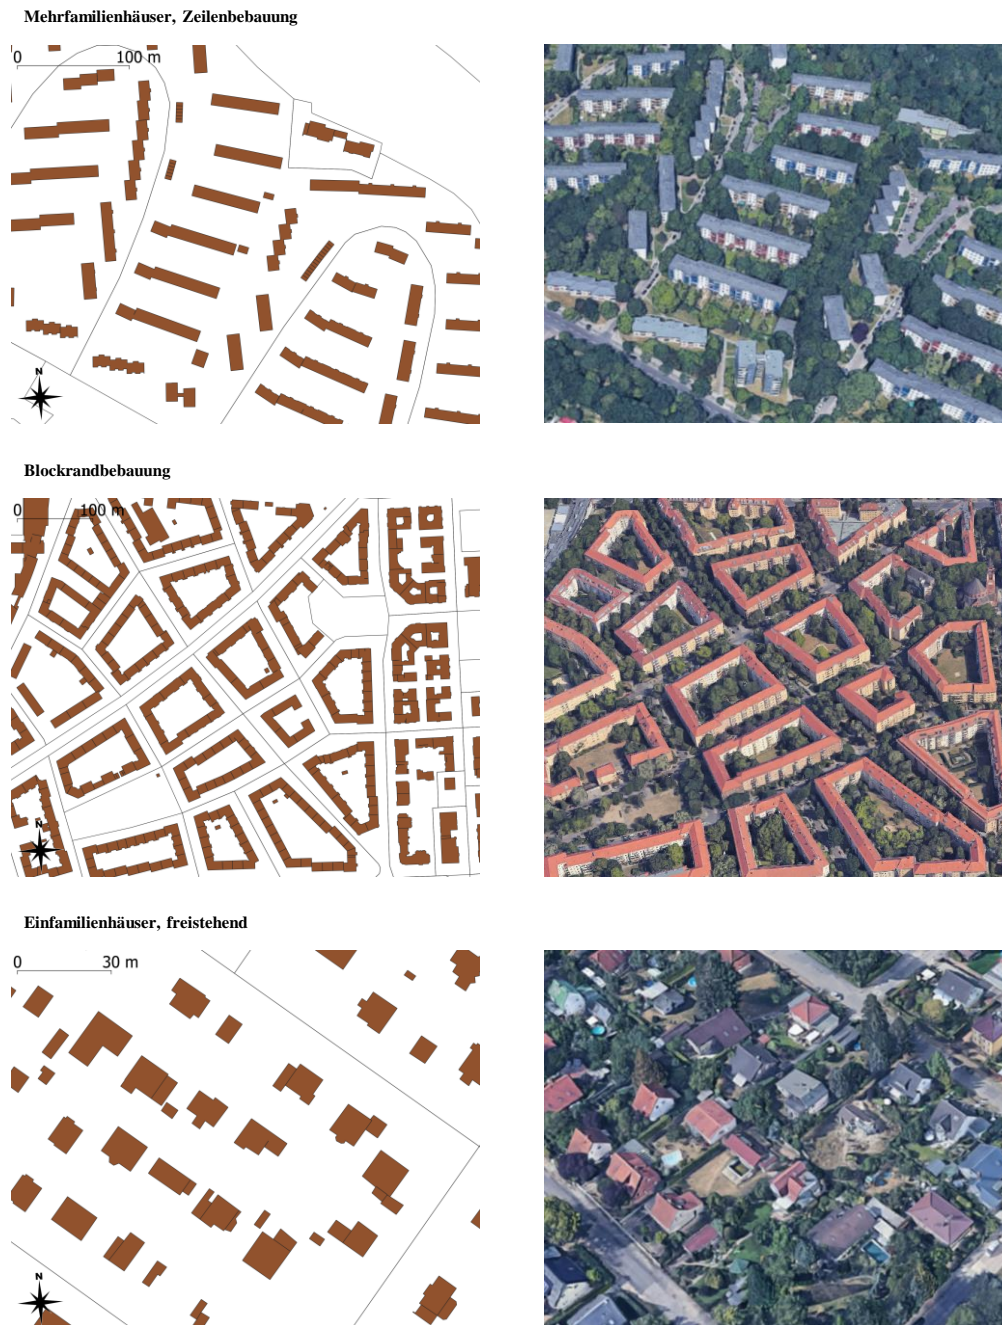 Mehrfamilienhäuser, Zeilenbebauung
0 100 m
N
Blockrandbebauung
0 100 m
N
Einfamilienhäuser, freistehend
0 30 m
N